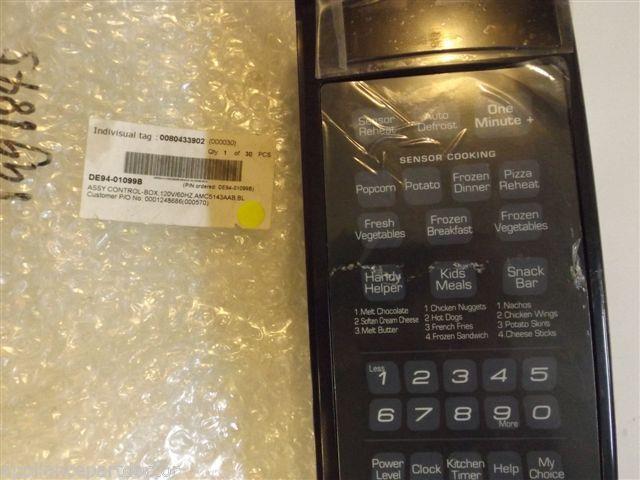 Indivisual tag : 0080433902 (000030)
Qty 1 of 30 PCS
DE94-01099B
(P/N ordered: DE94-01099B)
ASSY CONTROL-BOX;120V/60HZ,AMC5143AAB,BL
Customer P/O No: 0001248686(000570)
Sensor Reheat
Auto Defrost
One Minute +
SENSOR COOKING
Popcorn
Potato
Frozen Dinner
Pizza Reheat
Fresh Vegetables
Frozen Breakfast
Frozen Vegetables
Handy Helper
Kids Meals
Snack Bar
1.Melt Chocolate
2.Soften Cream Cheese
3.Melt Butter
1.Chicken Nuggets
2.Hot Dogs
3.French Fries
4.Frozen Sandwich
1.Nachos
2.Chicken Wings
3.Potato Skins
4.Cheese Sticks
Less
1 2 3 4 5
6 7 8 9 0
More
Power Level
Clock
Kitchen Timer
Help
My Choice